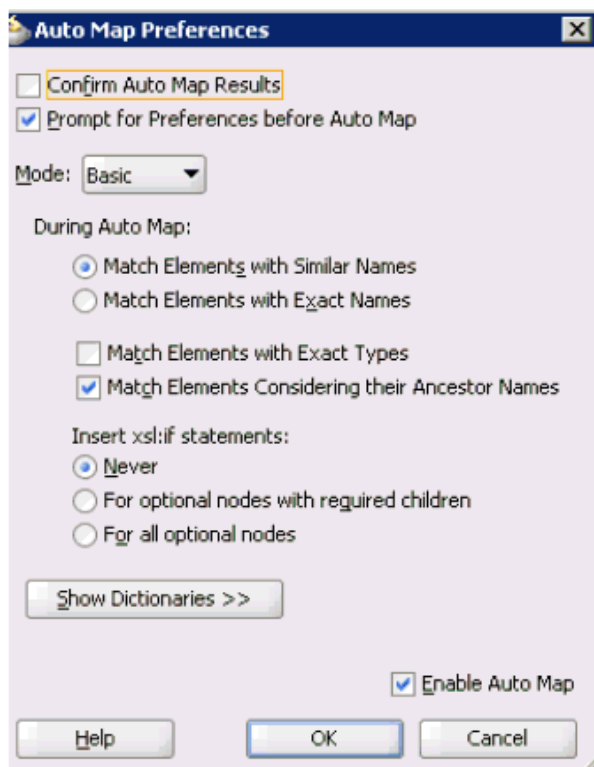 Auto Map Preferences
Confirm Auto Map Results
Prompt for Preferences before Auto Map
Mode: Basic
During Auto Map:
Match Elements with Similar Names
Match Elements with Exact Names
Match Elements with Exact Types
Match Elements Considering their Ancestor Names
Insert xsl:if statements:
Never
For optional nodes with required children
For all optional nodes
Show Dictionaries >>
Enable Auto Map
Help OK Cancel